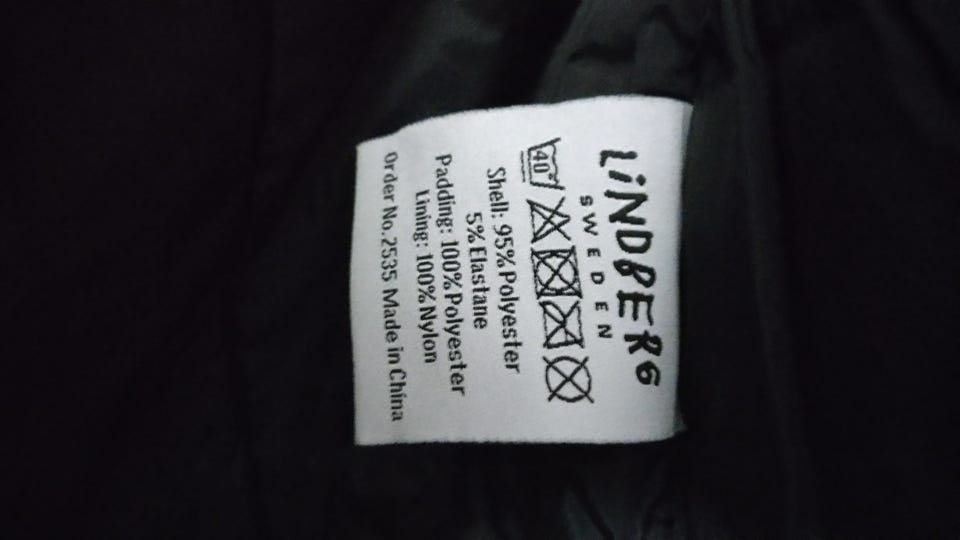 LiNDBERG
SWEDEN
40°
Shell: 95% Polyester
5% Elastane
Padding: 100% Polyester
Lining: 100% Nylon
Order No.2535 Made in China